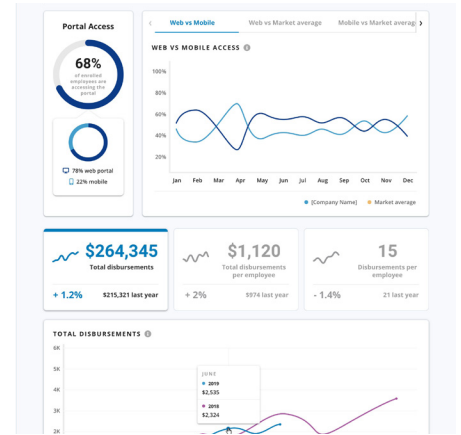 Portal Access
68%
of enrolled
employees are
accessing the
portal
78% web portal
22% mobile
Web vs Mobile
Web vs Market average
Mobile vs Market averag
WEB VS MOBILE ACCESS
100%
80%
60%
40%
20%
Jan Feb Mar Apr May Jun Jul Aug Sep Oct Nov Dec
[Company Name] Market average
$264,345
Total disbursements
+ 1.2% $215,321 last year
$1,120
Total disbursements
per employee
+ 2% $974 last year
15
Disbursements per
employee
- 1.4% 21 last year
TOTAL DISBURSEMENTS
6K
5K
4K
3K
2K
JUNE
2019
$2,535
2018
$2,324